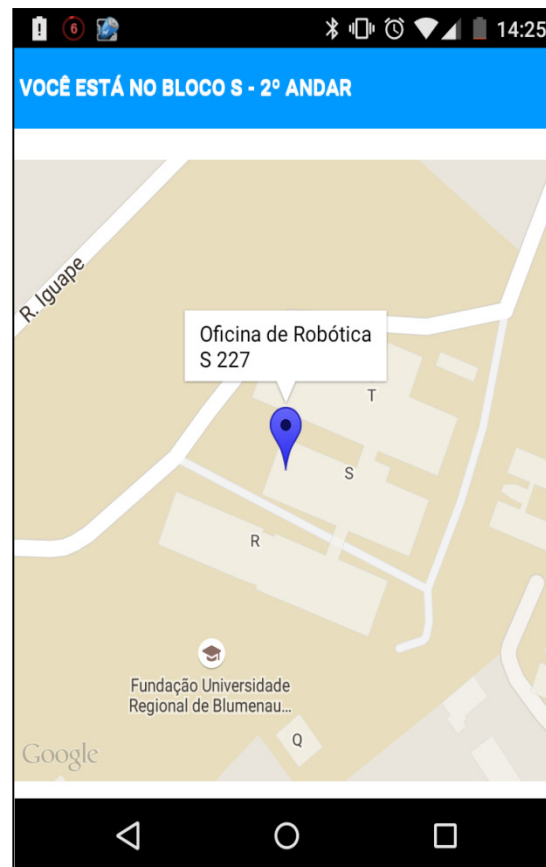 ! 6 14:25
VOCÊ ESTÁ NO BLOCO S - 2º ANDAR
R. Iguape
Oficina de Robótica
S 227
T
S
R
Fundação Universidade
Regional de Blumenau...
Q
Google